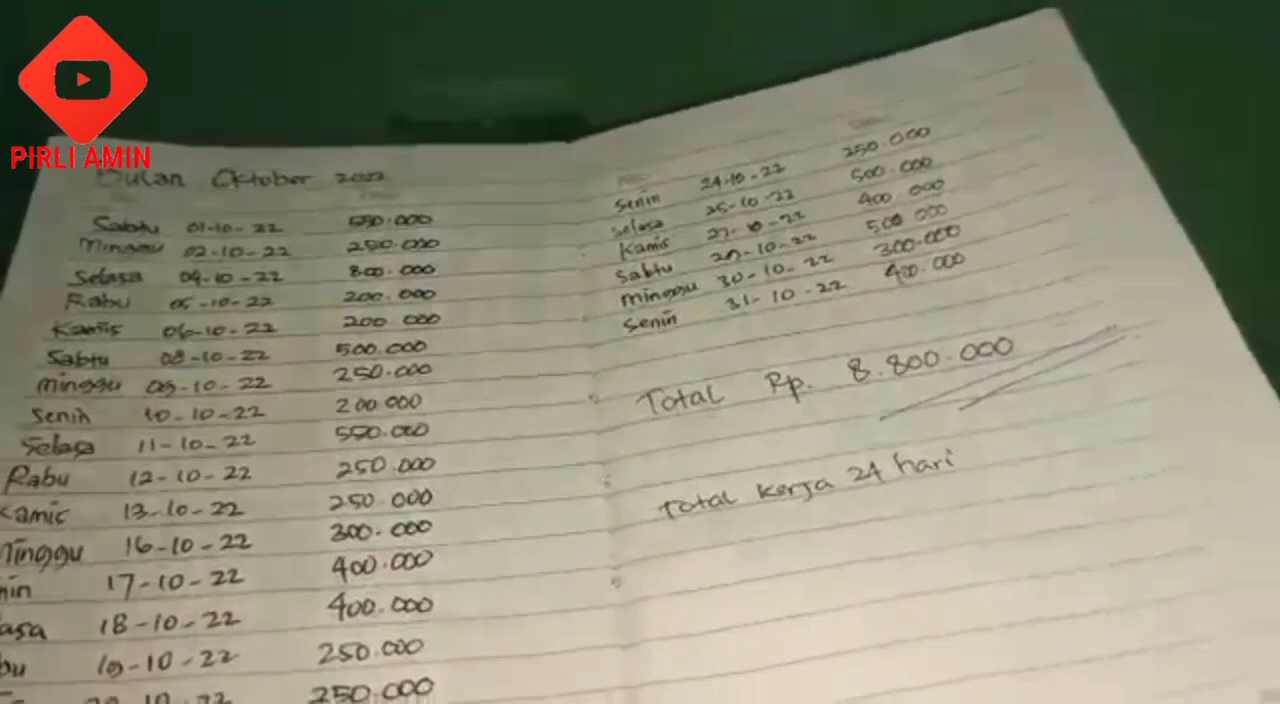 PIRLI AMIN
Bulan Oktober 2022
Sabtu 01-10-22 550.000
Minggu 02-10-22 250.000
Selasa 04-10-22 800.000
Rabu 05-10-22 200.000
Kamis 06-10-22 200 000
Sabtu 08-10-22 500.000
Minggu 09-10-22 250.000
Senin 10-10-22 200 000
Selasa 11-10-22 550.000
Rabu 12-10-22 250.000
Kamis 13-10-22 250 000
Minggu 16-10-22 300.000
nin 17-10-22 400.000
asa 18-10-22 400.000
bu 19-10-22 250.000
20-10-22 250.000
Senin 24-10-22 250.000
Selasa 25-10-22 500.000
Kamis 27-10-22 400 000
Sabtu 29-10-22 500 000
Minggu 30-10-22 300.000
Senin 31-10-22 400.000
Total Rp. 8.800.000
Total kerja 24 hari